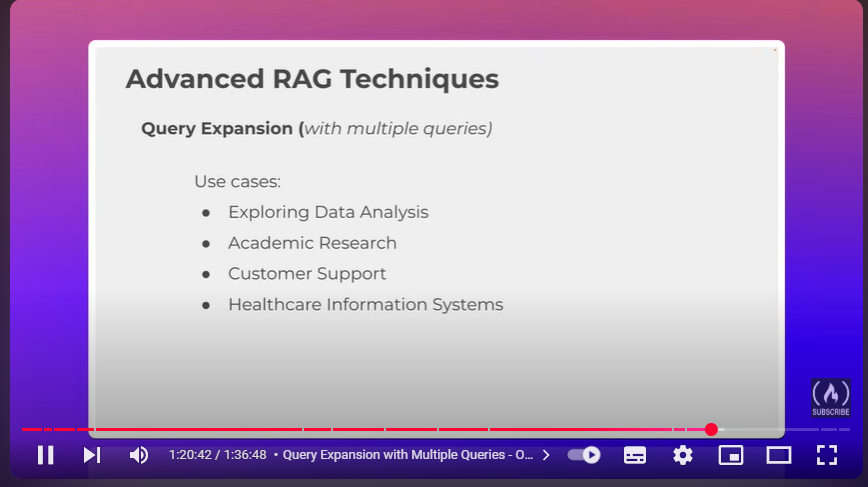 Advanced RAG Techniques
Query Expansion (with multiple queries)
Use cases:
● Exploring Data Analysis
● Academic Research
● Customer Support
● Healthcare Information Systems
SUBSCRIBE
1:20:42 / 1:36:48 • Query Expansion with Multiple Queries - O...